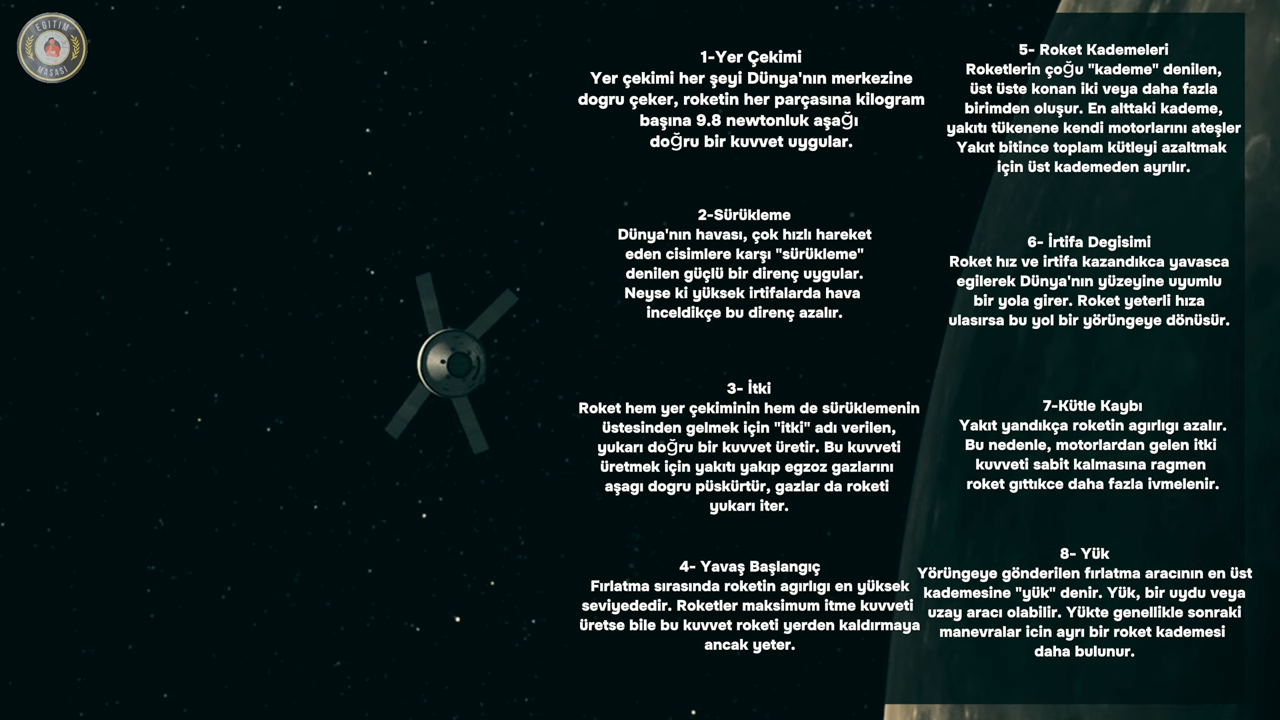 EĞİTİM
MASASI
1-Yer Çekimi
Yer çekimi her şeyi Dünya'nın merkezine
dogru çeker, roketin her parçasına kilogram
başına 9.8 newtonluk aşağı
doğru bir kuvvet uygular.
2-Sürükleme
Dünya'nın havası, çok hızlı hareket
eden cisimlere karşı "sürükleme"
denilen güçlü bir direnç uygular.
Neyse ki yüksek irtifalarda hava
inceldikçe bu direnç azalır.
3- İtki
Roket hem yer çekiminin hem de sürüklemenin
üstesinden gelmek için "itki" adı verilen,
yukarı doğru bir kuvvet üretir. Bu kuvveti
üretmek için yakıtı yakıp egzoz gazlarını
aşagı dogru püskürtür, gazlar da roketi
yukarı iter.
4- Yavaş Başlangıç
Fırlatma sırasında roketin agırlıgı en yüksek
seviyededir. Roketler maksimum itme kuvveti
üretse bile bu kuvvet roketi yerden kaldırmaya
ancak yeter.
5- Roket Kademeleri
Roketlerin çoğu "kademe" denilen,
üst üste konan iki veya daha fazla
birimden oluşur. En alttaki kademe,
yakıtı tükenene kendi motorlarını ateşler
Yakıt bitince toplam kütleyi azaltmak
için üst kademeden ayrılır.
6- İrtifa Degisimi
Roket hız ve irtifa kazandıkca yavasca
egilerek Dünya'nın yüzeyine uyumlu
bir yola girer. Roket yeterli hıza
ulasırsa bu yol bir yörüngeye dönüsür.
7-Kütle Kaybı
Yakıt yandıkça roketin agırlıgı azalır.
Bu nedenle, motorlardan gelen itki
kuvveti sabit kalmasına ragmen
roket gıttıkce daha fazla ivmelenir.
8- Yük
Yörüngeye gönderilen fırlatma aracının en üst
kademesine "yük" denir. Yük, bir uydu veya
uzay aracı olabilir. Yükte genellikle sonraki
manevralar icin ayrı bir roket kademesi
daha bulunur.